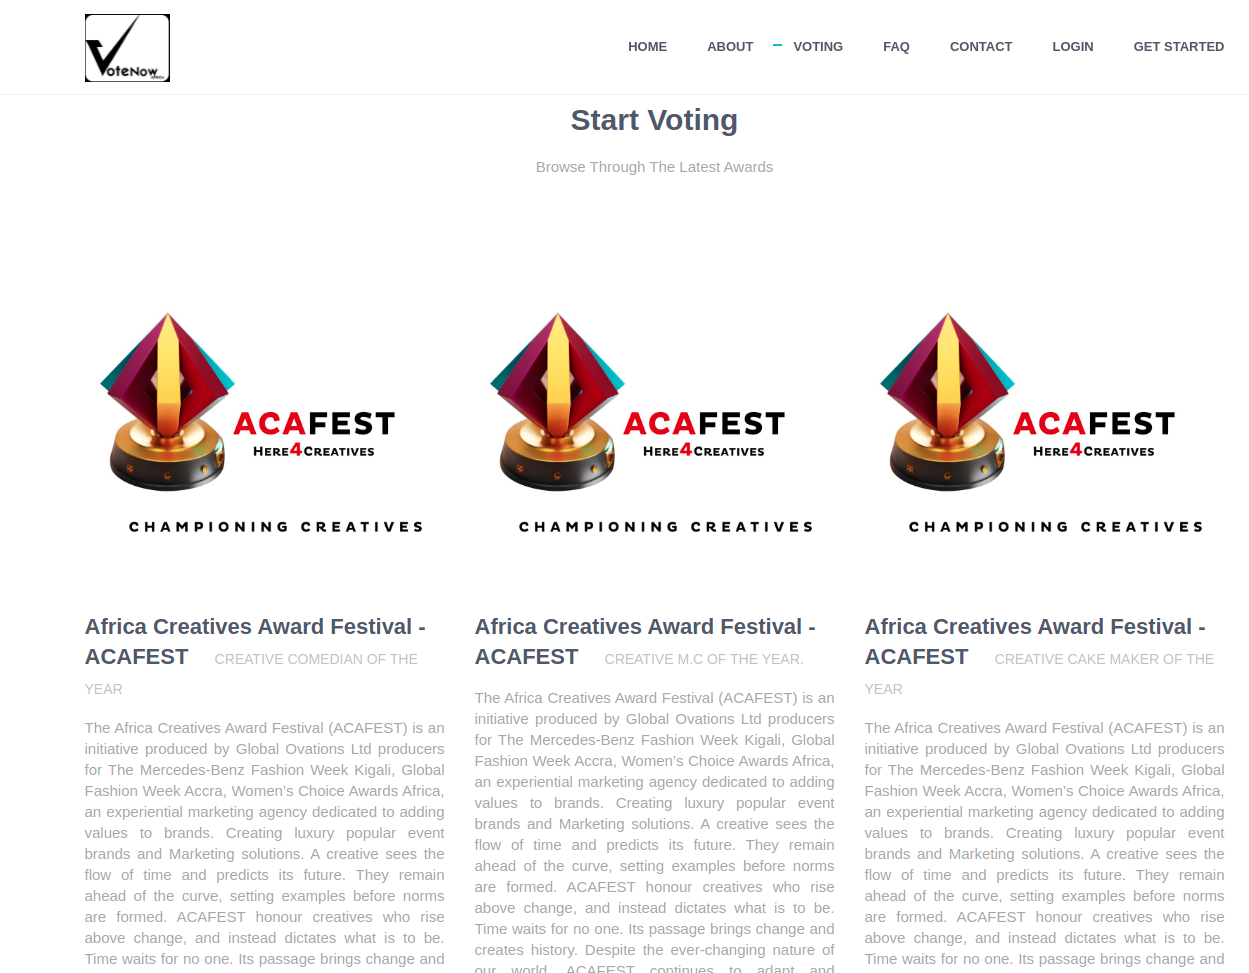 VoteNow
AFRICA
HOME ABOUT VOTING FAQ CONTACT LOGIN GET STARTED
Start Voting
Browse Through The Latest Awards
ACAFEST
HERE4CREATIVES
CHAMPIONING CREATIVES
ACAFEST
HERE4CREATIVES
CHAMPIONING CREATIVES
ACAFEST
HERE4CREATIVES
CHAMPIONING CREATIVES
Africa Creatives Award Festival -
ACAFEST CREATIVE COMEDIAN OF THE
YEAR
The Africa Creatives Award Festival (ACAFEST) is an
initiative produced by Global Ovations Ltd producers
for The Mercedes-Benz Fashion Week Kigali, Global
Fashion Week Accra, Women’s Choice Awards Africa,
an experiential marketing agency dedicated to adding
values to brands. Creating luxury popular event
brands and Marketing solutions. A creative sees the
flow of time and predicts its future. They remain
ahead of the curve, setting examples before norms
are formed. ACAFEST honour creatives who rise
above change, and instead dictates what is to be.
Time waits for no one. Its passage brings change and
Africa Creatives Award Festival -
ACAFEST CREATIVE M.C OF THE YEAR.
The Africa Creatives Award Festival (ACAFEST) is an
initiative produced by Global Ovations Ltd producers
for The Mercedes-Benz Fashion Week Kigali, Global
Fashion Week Accra, Women’s Choice Awards Africa,
an experiential marketing agency dedicated to adding
values to brands. Creating luxury popular event
brands and Marketing solutions. A creative sees the
flow of time and predicts its future. They remain
ahead of the curve, setting examples before norms
are formed. ACAFEST honour creatives who rise
above change, and instead dictates what is to be.
Time waits for no one. Its passage brings change and
creates history. Despite the ever-changing nature of
our world, ACAFEST continues to adapt and
Africa Creatives Award Festival -
ACAFEST CREATIVE CAKE MAKER OF THE
YEAR
The Africa Creatives Award Festival (ACAFEST) is an
initiative produced by Global Ovations Ltd producers
for The Mercedes-Benz Fashion Week Kigali, Global
Fashion Week Accra, Women’s Choice Awards Africa,
an experiential marketing agency dedicated to adding
values to brands. Creating luxury popular event
brands and Marketing solutions. A creative sees the
flow of time and predicts its future. They remain
ahead of the curve, setting examples before norms
are formed. ACAFEST honour creatives who rise
above change, and instead dictates what is to be.
Time waits for no one. Its passage brings change and